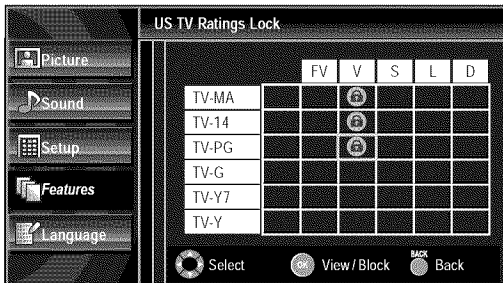 US TV Ratings Lock
Picture
Sound
Setup
Features
Language
FV V S L D
TV-MA
TV-14
TV-PG
TV-G
TV-Y7
TV-Y
Select
OK View / Block
BACK Back